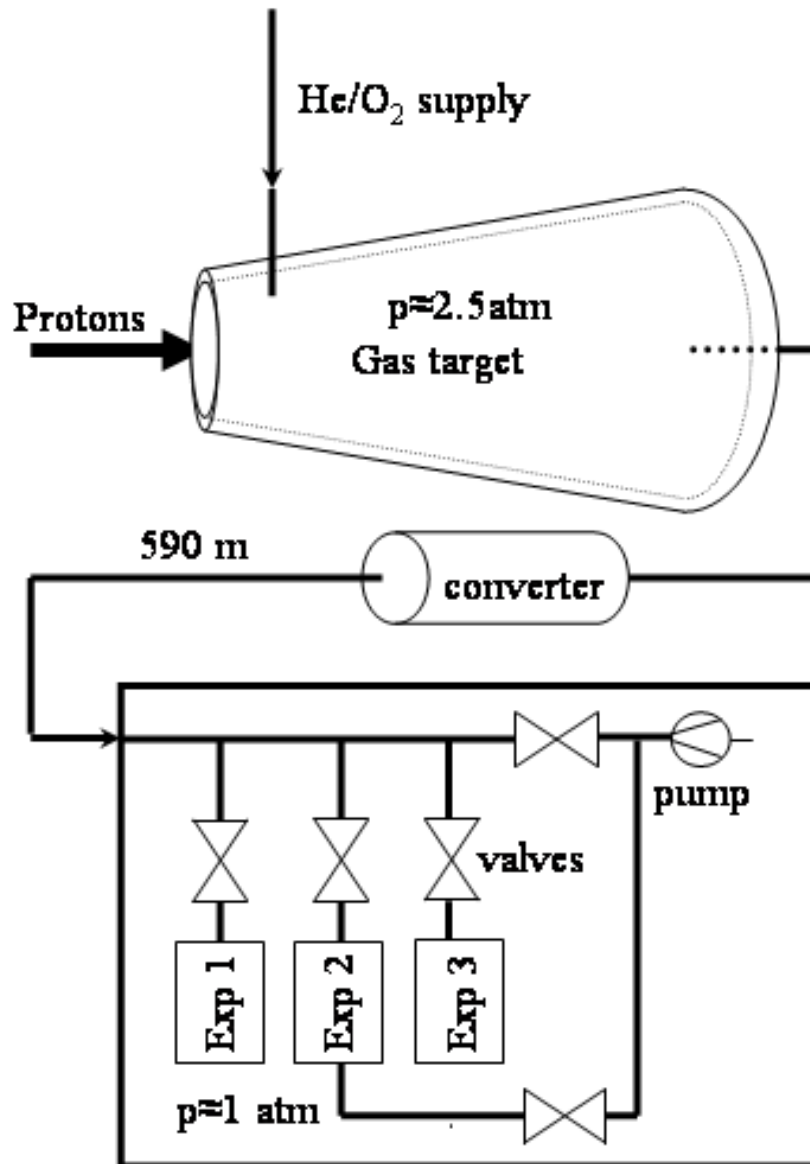 He/O₂ supply
Protons
p≈2.5atm
Gas target
590 m
converter
pump
valves
Exp 1
Exp 2
Exp 3
p≈1 atm